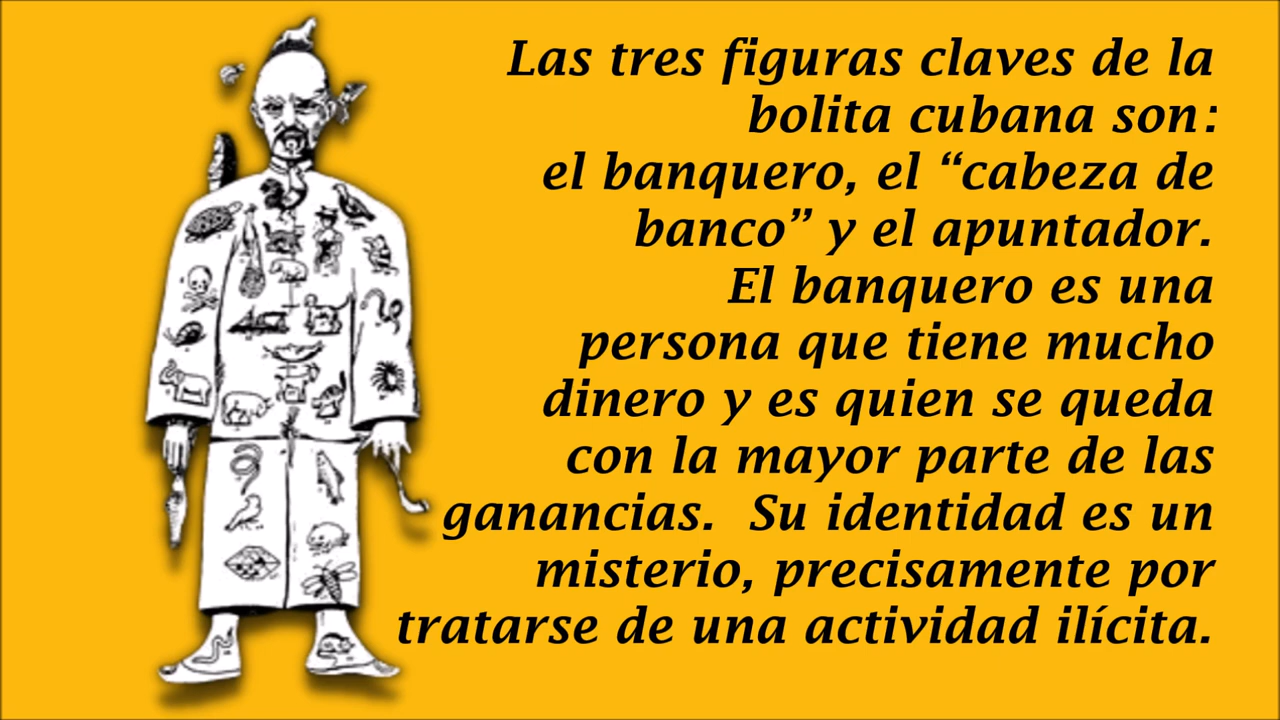 Las tres figuras claves de la
bolita cubana son:
el banquero, el “cabeza de
banco” y el apuntador.
El banquero es una
persona que tiene mucho
dinero y es quien se queda
con la mayor parte de las
ganancias.  Su identidad es un
misterio, precisamente por
tratarse de una actividad ilícita.